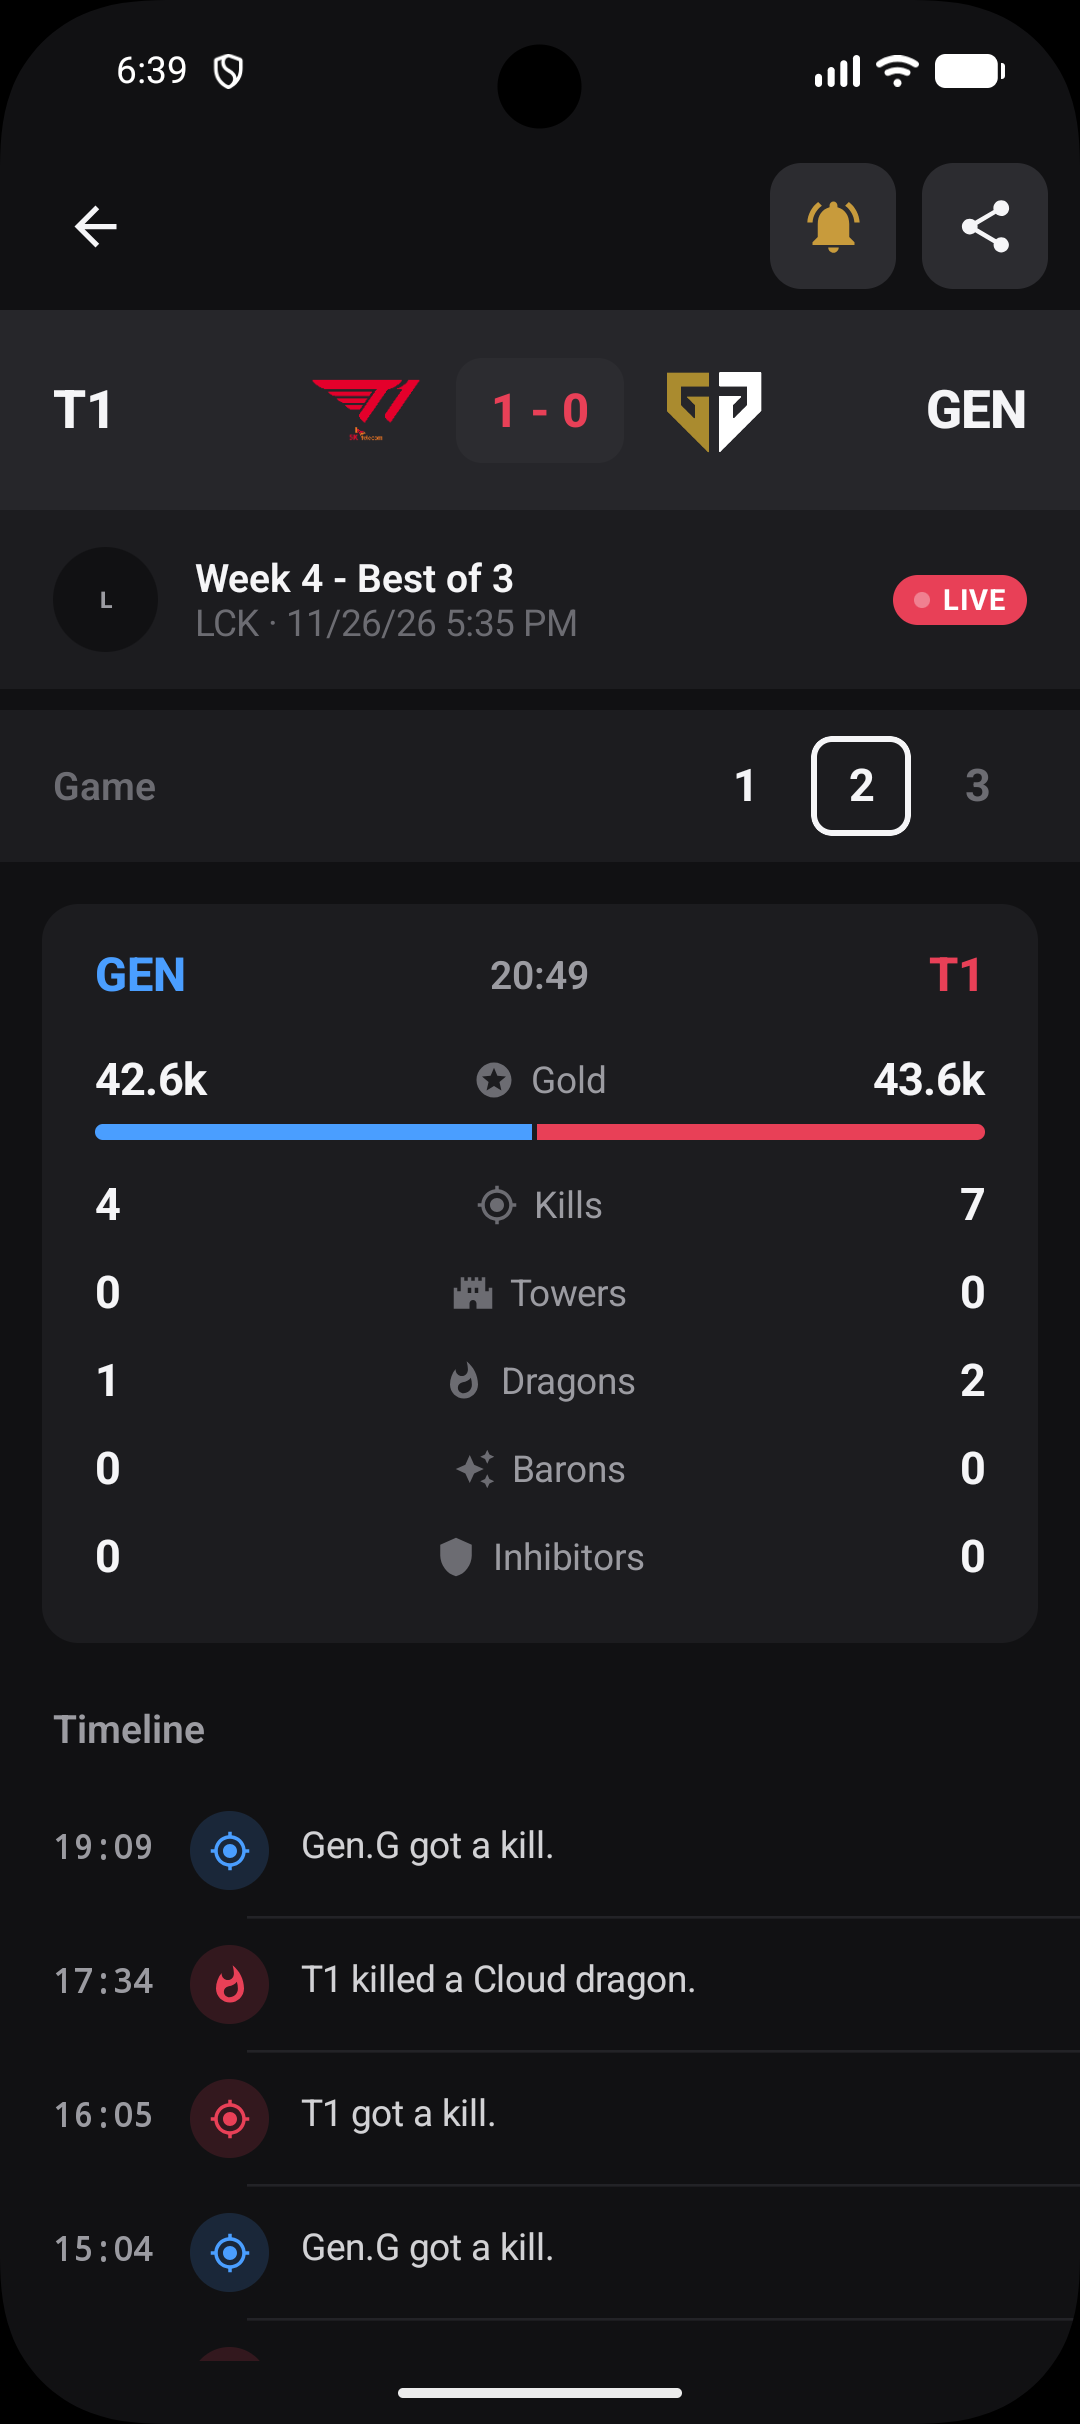 6:39
T1
1 - 0
GEN
L
Week 4 - Best of 3
LCK · 11/26/26 5:35 PM
LIVE
Game
1
2
3
GEN
20:49
T1
42.6k
Gold
43.6k
4
Kills
7
0
Towers
0
1
Dragons
2
0
Barons
0
0
Inhibitors
0
Timeline
19:09
Gen.G got a kill.
17:34
T1 killed a Cloud dragon.
16:05
T1 got a kill.
15:04
Gen.G got a kill.